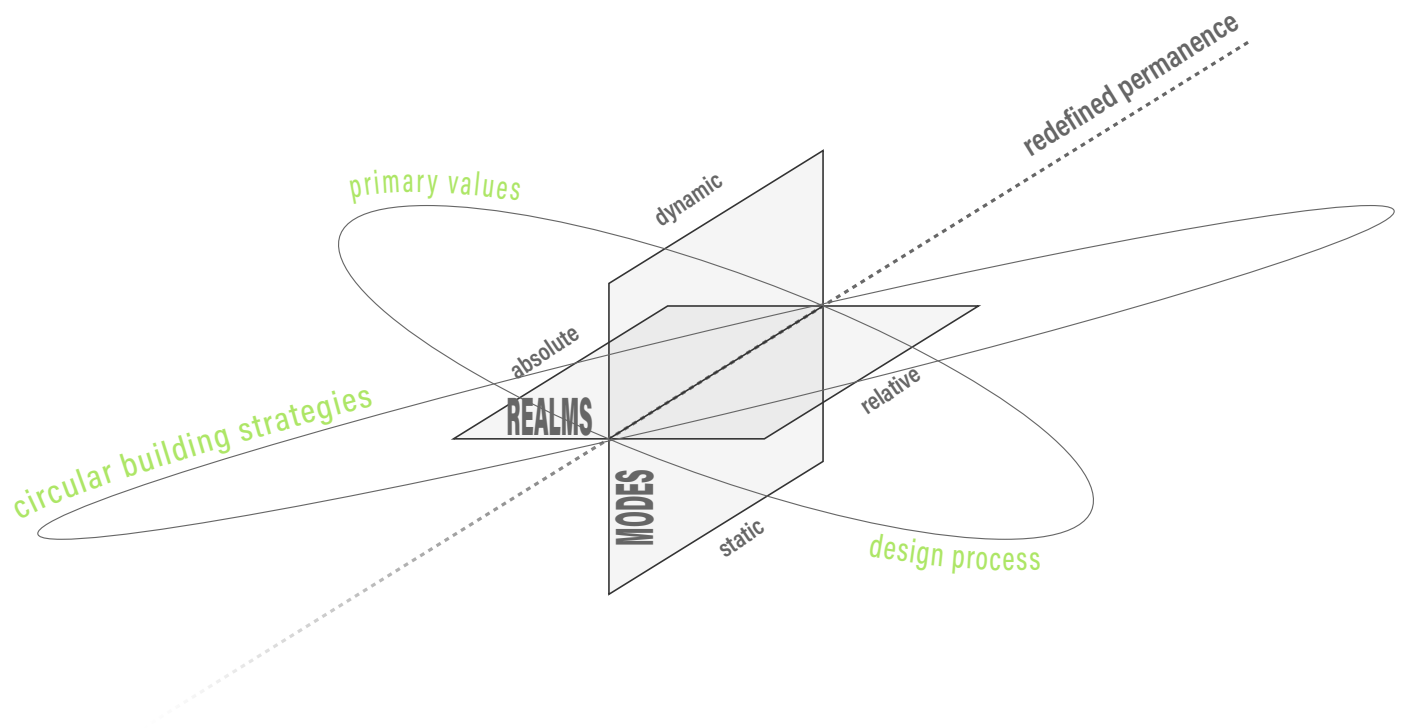 redefined permanence
primary values
dynamic
absolute
relative
REALMS
circular building strategies
MODES
static
design process